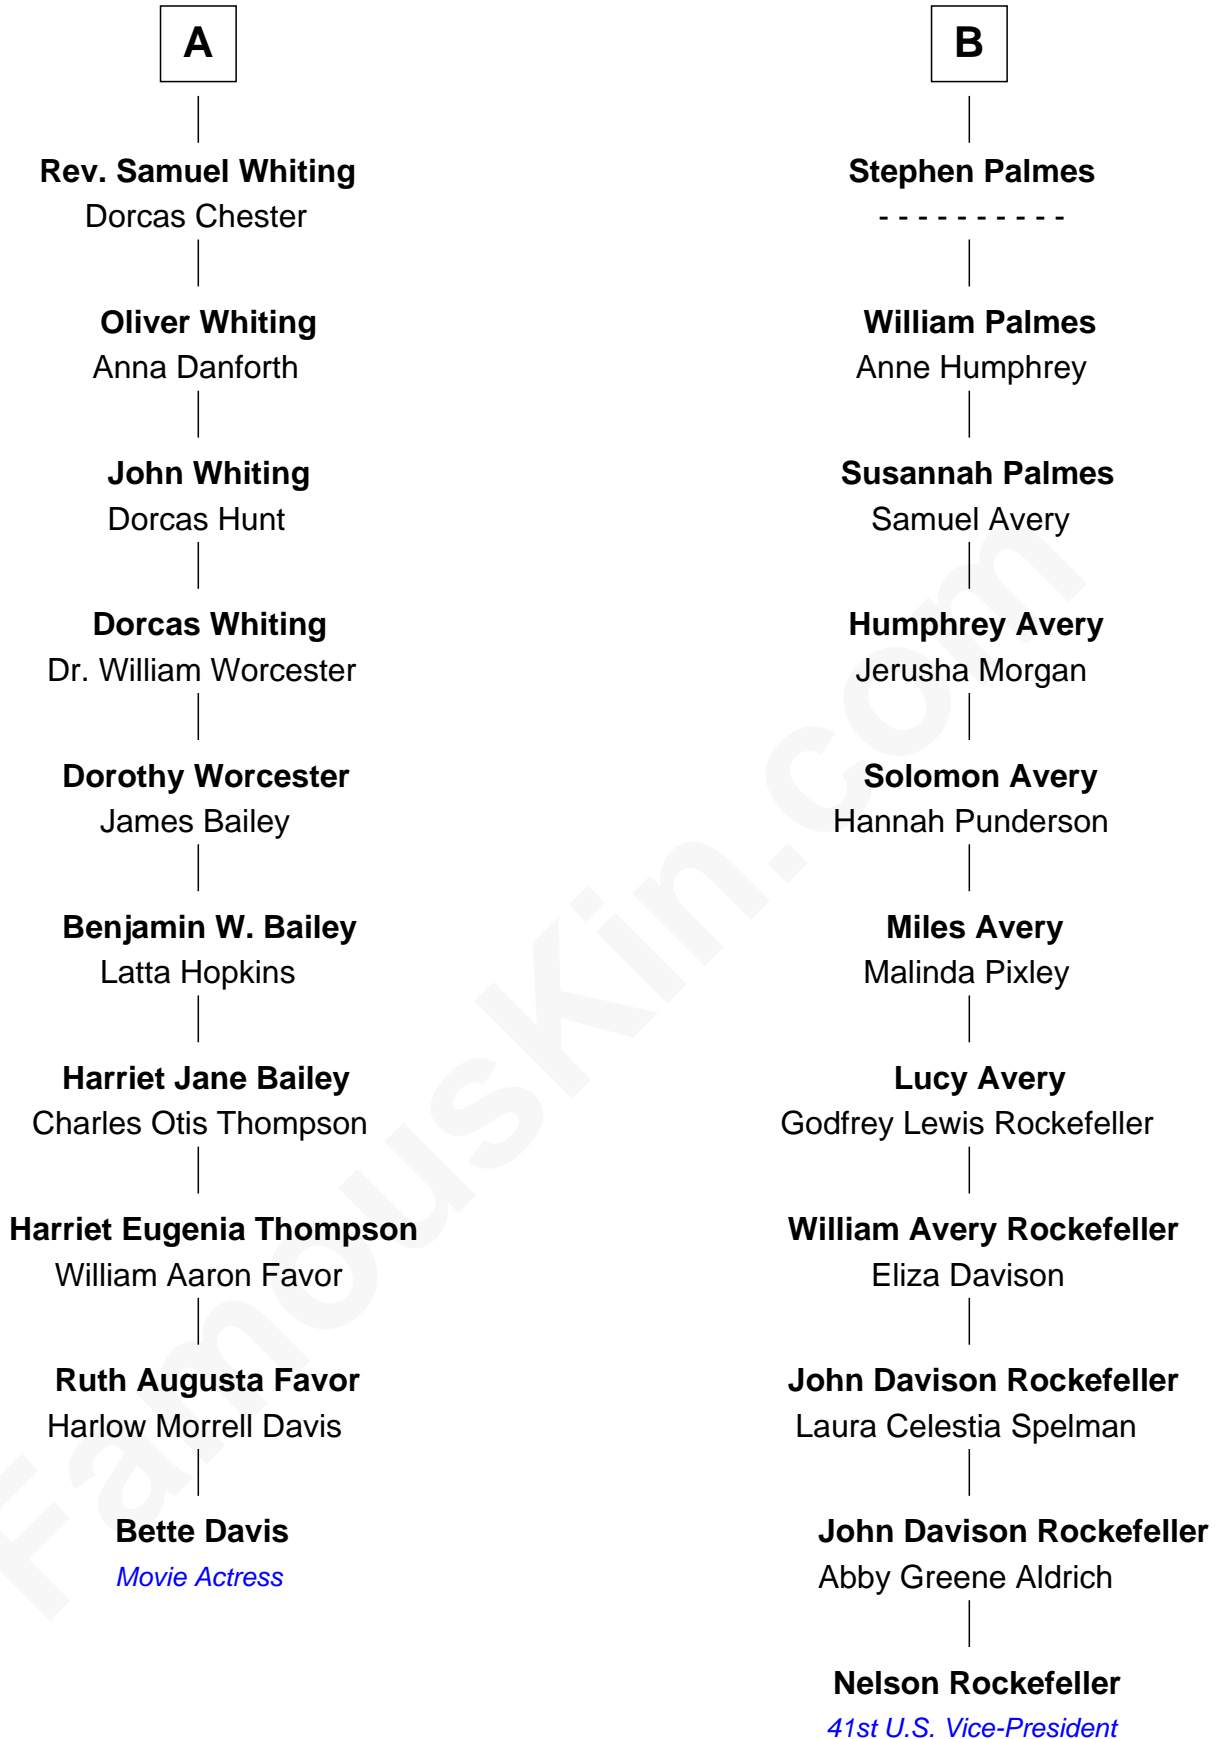 A
Rev. Samuel Whiting
Dorcas Chester
Oliver Whiting
Anna Danforth
John Whiting
Dorcas Hunt
Dorcas Whiting
Dr. William Worcester
Dorothy Worcester
James Bailey
Benjamin W. Bailey
Latta Hopkins
Harriet Jane Bailey
Charles Otis Thompson
Harriet Eugenia Thompson
William Aaron Favor
Ruth Augusta Favor
Harlow Morrell Davis
Bette Davis
Movie Actress
B
Stephen Palmes
- - - - - - - - - -
William Palmes
Anne Humphrey
Susannah Palmes
Samuel Avery
Humphrey Avery
Jerusha Morgan
Solomon Avery
Hannah Punderson
Miles Avery
Malinda Pixley
Lucy Avery
Godfrey Lewis Rockefeller
William Avery Rockefeller
Eliza Davison
John Davison Rockefeller
Laura Celestia Spelman
John Davison Rockefeller
Abby Greene Aldrich
Nelson Rockefeller
41st U.S. Vice-President
FamousKin.com